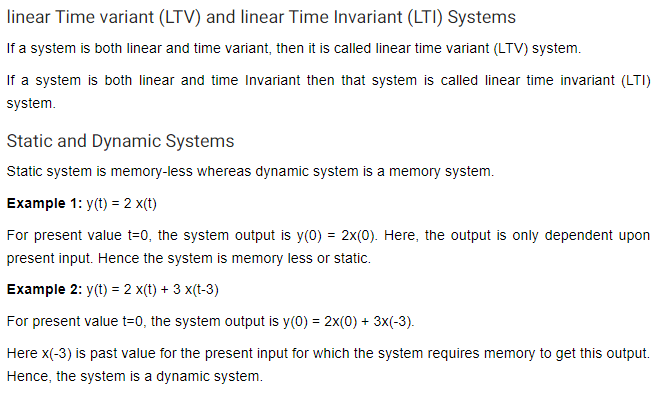 linear Time variant (LTV) and linear Time Invariant (LTI) Systems
If a system is both linear and time variant, then it is called linear time variant (LTV) system.
If a system is both linear and time Invariant then that system is called linear time invariant (LTI)
system.
Static and Dynamic Systems
Static system is memory-less whereas dynamic system is a memory system.
Example 1: y(t) = 2 x(t)
For present value t=0, the system output is y(0) = 2x(0). Here, the output is only dependent upon
present input. Hence the system is memory less or static.
Example 2: y(t) = 2 x(t) + 3 x(t-3)
For present value t=0, the system output is y(0) = 2x(0) + 3x(-3).
Here x(-3) is past value for the present input for which the system requires memory to get this output.
Hence, the system is a dynamic system.